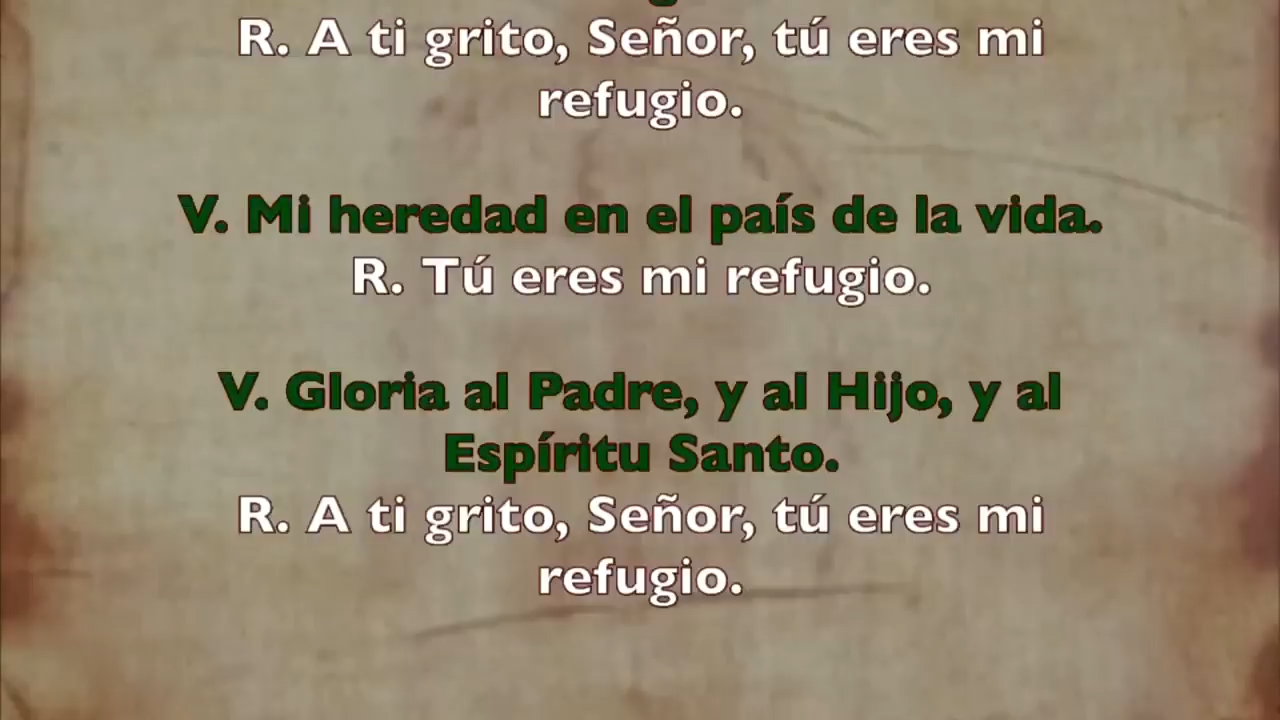 R. A ti grito, Señor, tú eres mi
refugio.
V. Mi heredad en el país de la vida.
R. Tú eres mi refugio.
V. Gloria al Padre, y al Hijo, y al
Espíritu Santo.
R. A ti grito, Señor, tú eres mi
refugio.